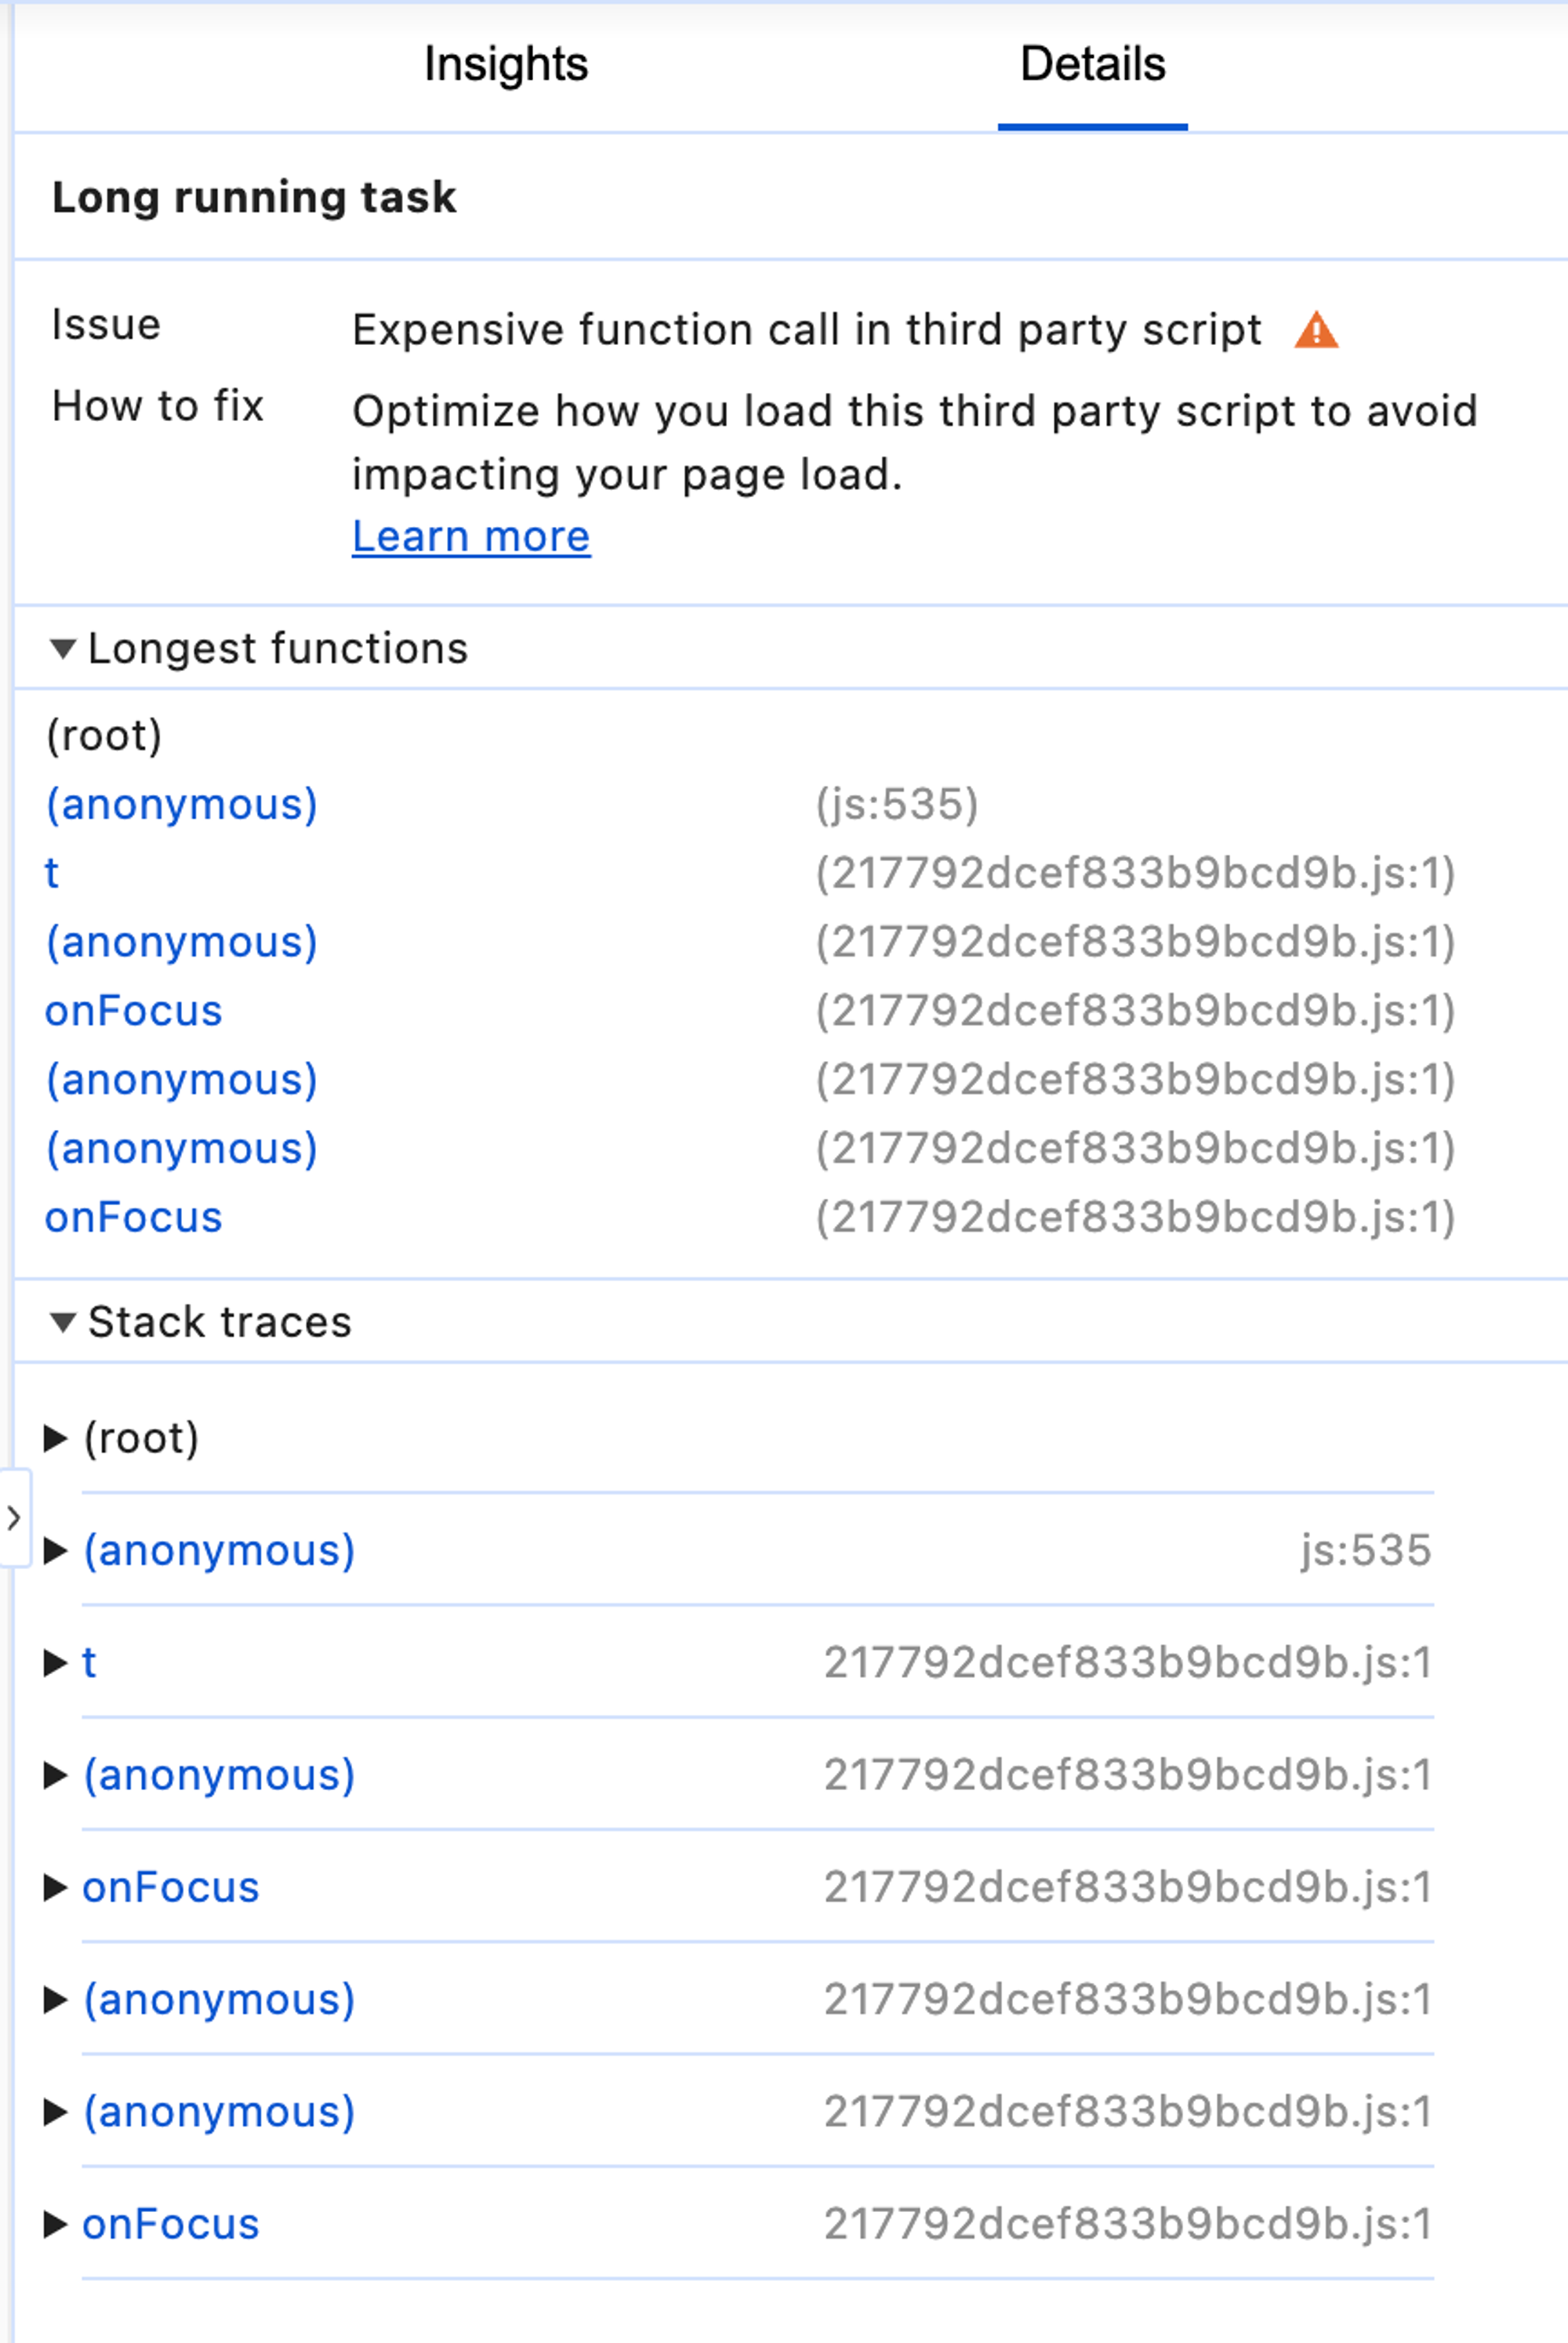 Insights Details
Long running task
Issue Expensive function call in third party script
How to fix Optimize how you load this third party script to avoid
impacting your page load.
Learn more
Longest functions
(root)
(anonymous) (js:535)
t (217792dcef833b9bcd9b.js:1)
(anonymous) (217792dcef833b9bcd9b.js:1)
onFocus (217792dcef833b9bcd9b.js:1)
(anonymous) (217792dcef833b9bcd9b.js:1)
(anonymous) (217792dcef833b9bcd9b.js:1)
onFocus (217792dcef833b9bcd9b.js:1)
Stack traces
(root)
(anonymous) js:535
t 217792dcef833b9bcd9b.js:1
(anonymous) 217792dcef833b9bcd9b.js:1
onFocus 217792dcef833b9bcd9b.js:1
(anonymous) 217792dcef833b9bcd9b.js:1
(anonymous) 217792dcef833b9bcd9b.js:1
onFocus 217792dcef833b9bcd9b.js:1